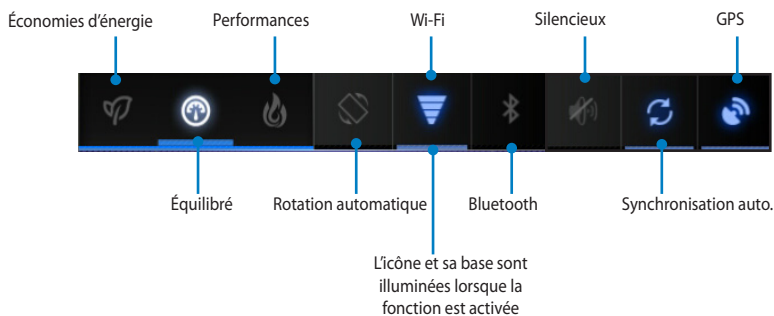 Économies d’énergie
Performances
Wi-Fi
Silencieux
GPS
Équilibré
Rotation automatique
Bluetooth
Synchronisation auto.
L’icône et sa base sont
illuminées lorsque la
fonction est activée